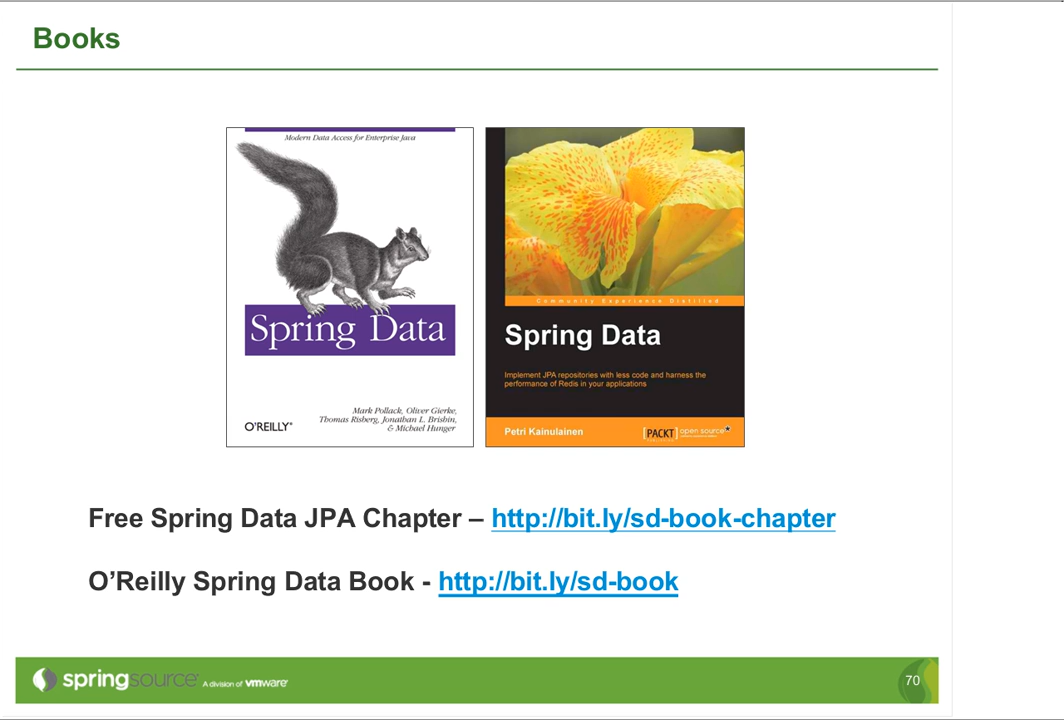 Books
Modern Data Access for Enterprise Java
Spring Data
O'REILLY®
Mark Pollack, Oliver Gierke,
Thomas Risberg, Jonathan L. Brisbin,
& Michael Hunger
Community Experience Distilled
Spring Data
Implement JPA repositories with less code and harness the
performance of Redis in your applications
Petri Kainulainen
[PACKT] open source*
Free Spring Data JPA Chapter – http://bit.ly/sd-book-chapter
O’Reilly Spring Data Book - http://bit.ly/sd-book
springsource A division of vmware
70